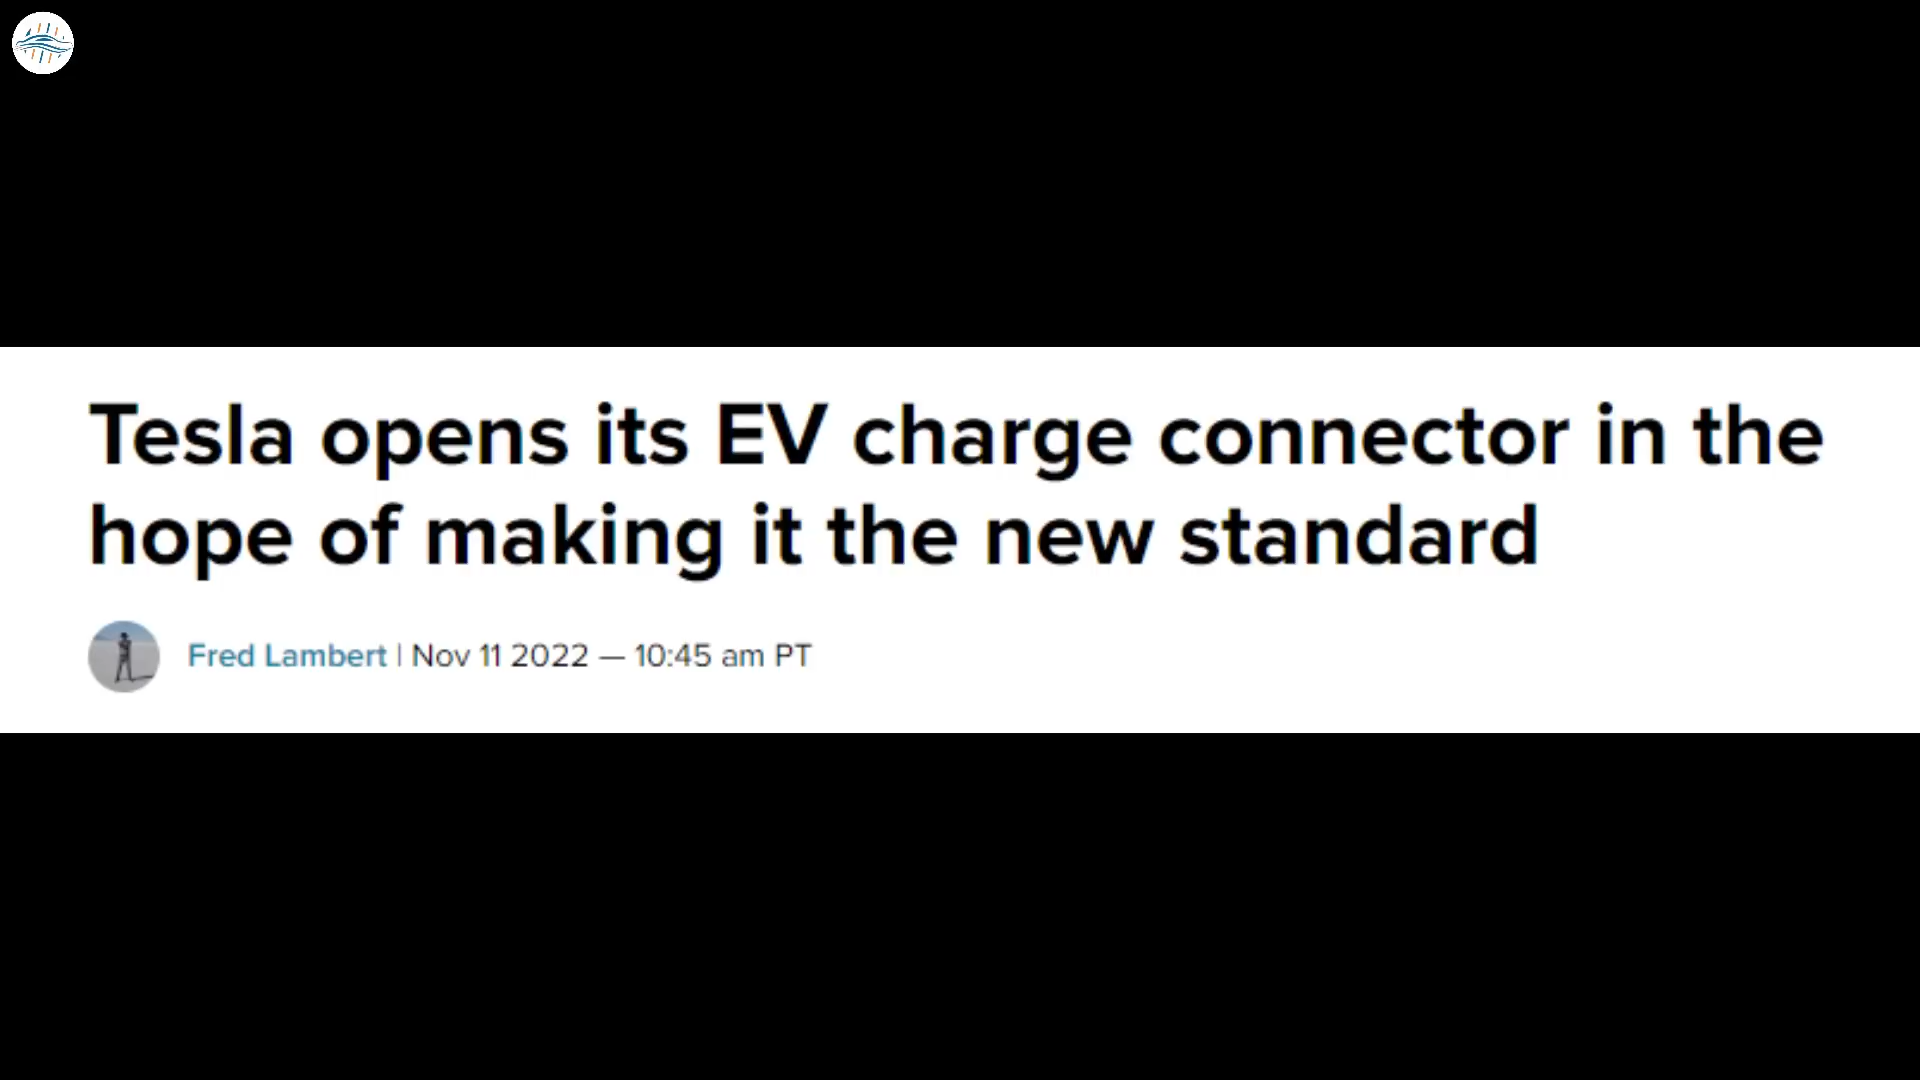 Tesla opens its EV charge connector in the
hope of making it the new standard
Fred Lambert | Nov 11 2022 — 10:45 am PT